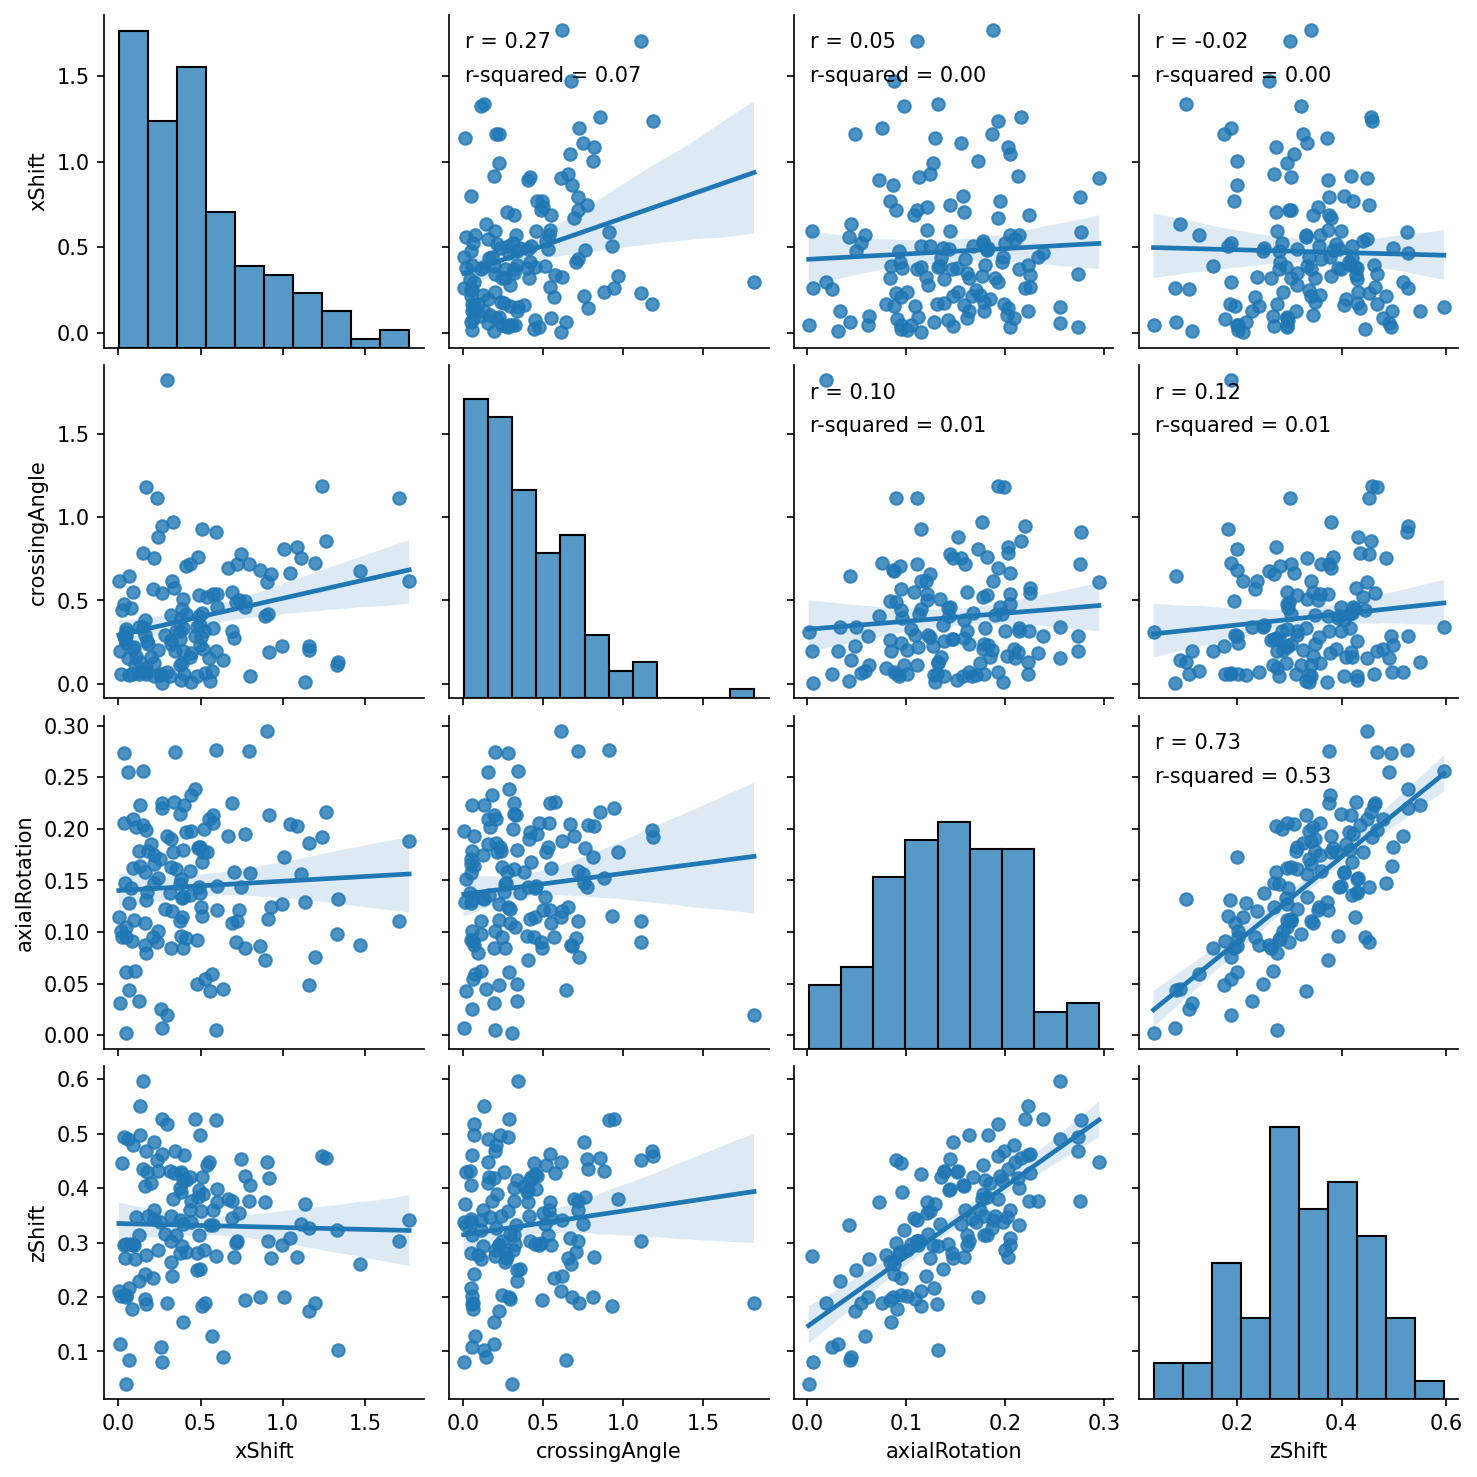 xShift
1.5
1.0
0.5
0.0
r = 0.27
r-squared = 0.07
r = 0.05
r-squared = 0.00
r = -0.02
r-squared = 0.00
crossingAngle
1.5
1.0
0.5
0.0
r = 0.10
r-squared = 0.01
r = 0.12
r-squared = 0.01
axialRotation
0.30
0.25
0.20
0.15
0.10
0.05
0.00
r = 0.73
r-squared = 0.53
zShift
0.6
0.5
0.4
0.3
0.2
0.1
0.0 0.5 1.0 1.5
xShift
0.0 0.5 1.0 1.5
crossingAngle
0.0 0.1 0.2 0.3
axialRotation
0.2 0.4 0.6
zShift